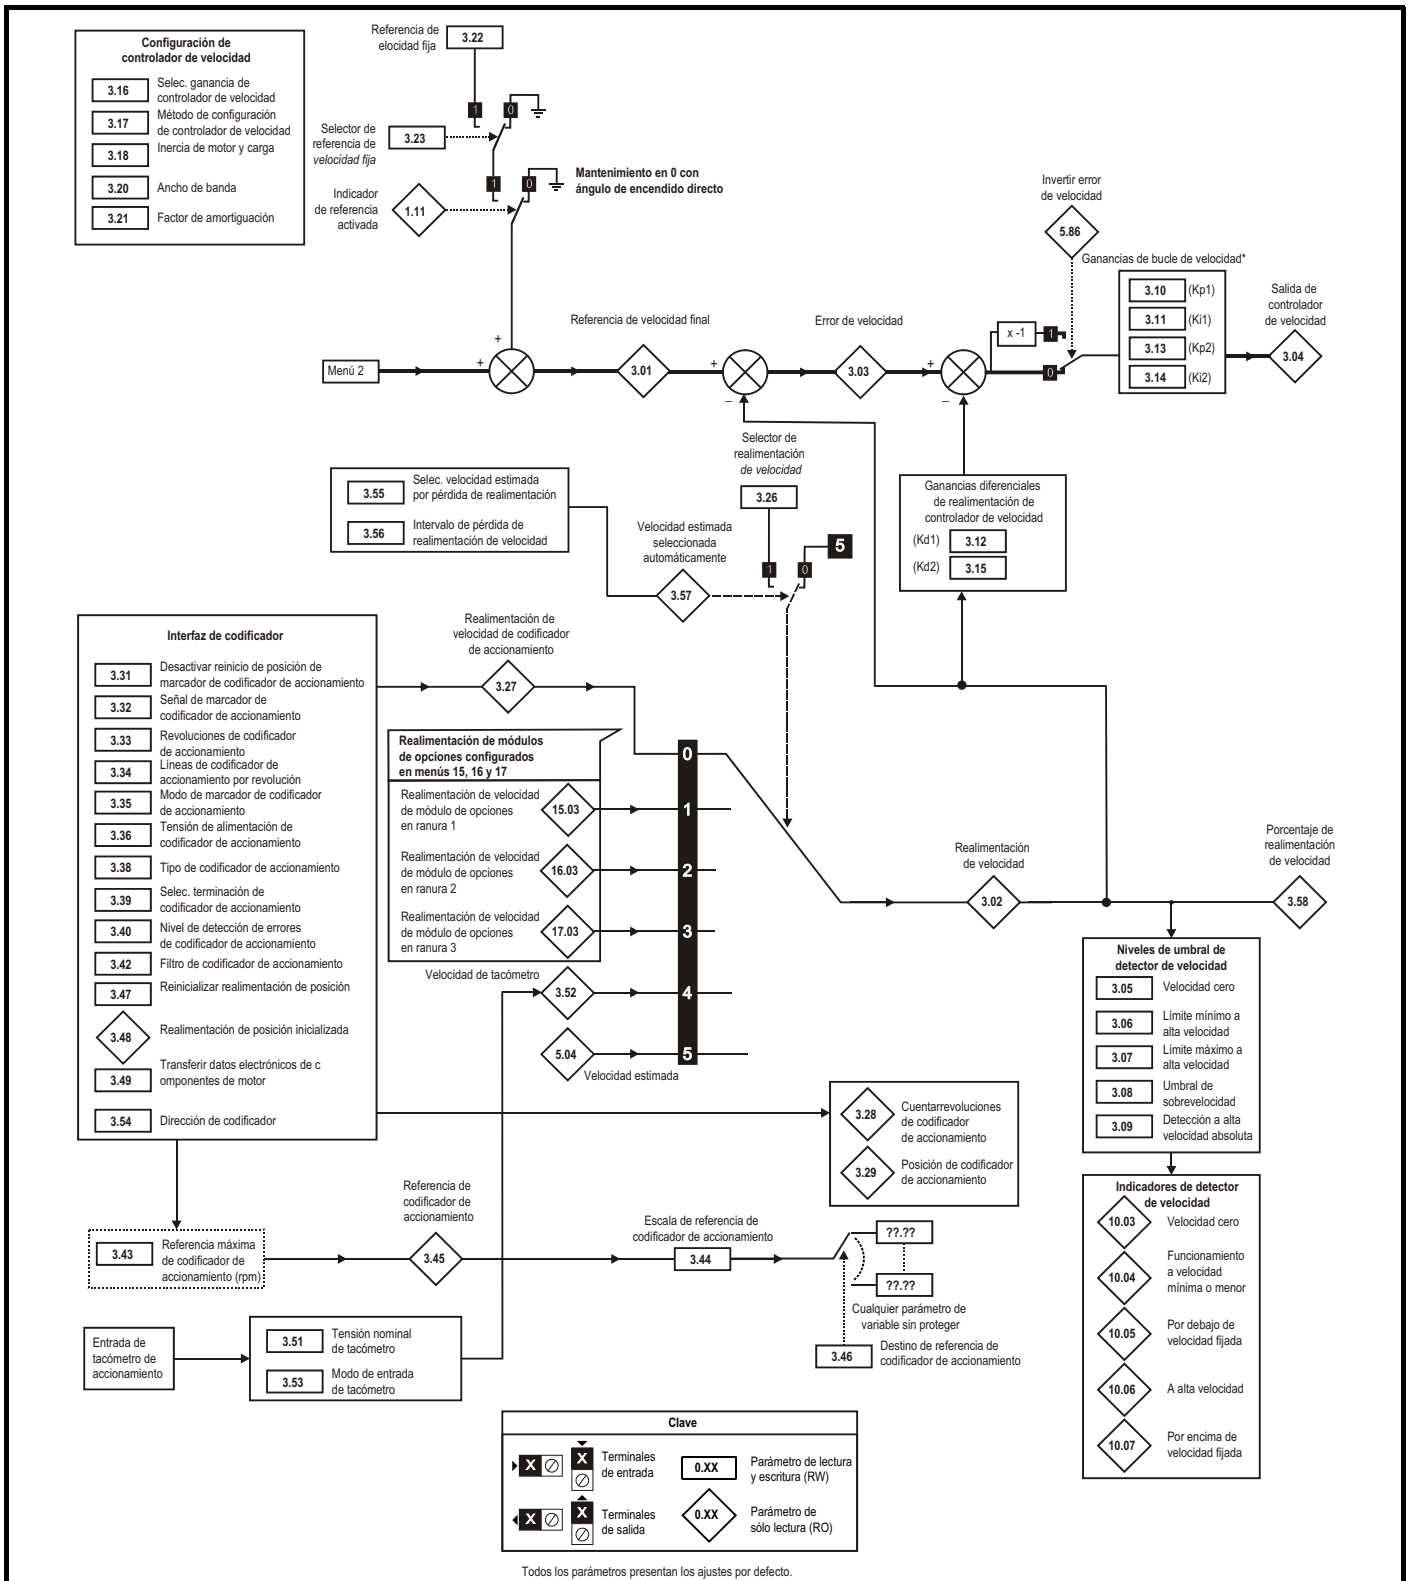 Configuración de
controlador de velocidad
3.16
Selec. ganancia de
controlador de velocidad
3.17
Método de configuración
de controlador de velocidad
3.18
Inercia de motor y carga
3.20
Ancho de banda
3.21
Factor de amortiguación
Referencia de
elocidad fija
3.22
1
0
Selector de
referencia de
velocidad fija
3.23
1
0
Mantenimiento en 0 con
ángulo de encendido directo
Indicador
de referencia
activada
1.11
Invertir error
de velocidad
5.86
Ganancias de bucle de velocidad*
3.10
(Kp1)
3.11
(Ki1)
3.13
(Kp2)
3.14
(Ki2)
Salida de
controlador
de velocidad
3.04
Menú 2
+
+
Referencia de velocidad final
3.01
+
_
Error de velocidad
3.03
+
_
x -1
1
0
Selector de
realimentación
de velocidad
3.26
1
0
5
3.55
Selec. velocidad estimada
por pérdida de realimentación
3.56
Intervalo de pérdida de
realimentación de velocidad
Velocidad estimada
seleccionada
automáticamente
3.57
Ganancias diferenciales
de realimentación de
controlador de velocidad
(Kd1)
3.12
(Kd2)
3.15
Interfaz de codificador
3.31
Desactivar reinicio de posición de
marcador de codificador de accionamiento
3.32
Señal de marcador de
codificador de accionamiento
3.33
Revoluciones de codificador
de accionamiento
3.34
Líneas de codificador de
accionamiento por revolución
3.35
Modo de marcador de codificador
de accionamiento
3.36
Tensión de alimentación de
codificador de accionamiento
3.38
Tipo de codificador de accionamiento
3.39
Selec. terminación de
codificador de accionamiento
3.40
Nivel de detección de errores
de codificador de accionamiento
3.42
Filtro de codificador de accionamiento
3.47
Reinicializar realimentación de posición
3.48
Realimentación de posición inicializada
3.49
Transferir datos electrónicos de c
omponentes de motor
3.54
Dirección de codificador
Realimentación de
velocidad de codificador
de accionamiento
3.27
Realimentación de módulos
de opciones configurados
en menús 15, 16 y 17
Realimentación de velocidad
de módulo de opciones
en ranura 1
15.03
Realimentación de velocidad
de módulo de opciones
en ranura 2
16.03
Realimentación de velocidad
de módulo de opciones
en ranura 3
17.03
Velocidad de tacómetro
3.52
5.04
Velocidad estimada
0
1
2
3
4
5
Realimentación
de velocidad
3.02
Porcentaje de
realimentación
de velocidad
3.58
Niveles de umbral de
detector de velocidad
3.05
Velocidad cero
3.06
Límite mínimo a
alta velocidad
3.07
Límite máximo a
alta velocidad
3.08
Umbral de
sobrevelocidad
3.09
Detección a alta
velocidad absoluta
3.28
Cuentarrevoluciones
de codificador
de accionamiento
3.29
Posición de codificador
de accionamiento
Indicadores de detector
de velocidad
10.03
Velocidad cero
10.04
Funcionamiento
a velocidad
mínima o menor
10.05
Por debajo de
velocidad fijada
10.06
A alta velocidad
10.07
Por encima de
velocidad fijada
3.43
Referencia máxima
de codificador de
accionamiento (rpm)
Referencia de
codificador de
accionamiento
3.45
Escala de referencia de
codificador de accionamiento
3.44
??.??
??.??
Cualquier parámetro de
variable sin proteger
3.46
Destino de referencia de
codificador de accionamiento
Entrada de
tacómetro de
accionamiento
3.51
Tensión nominal
de tacómetro
3.53
Modo de entrada
de tacómetro
Clave
X
X
Terminales
de entrada
0.XX
Parámetro de lectura
y escritura (RW)
X
X
Terminales
de salida
0.XX
Parámetro de
sólo lectura (RO)
Todos los parámetros presentan los ajustes por defecto.